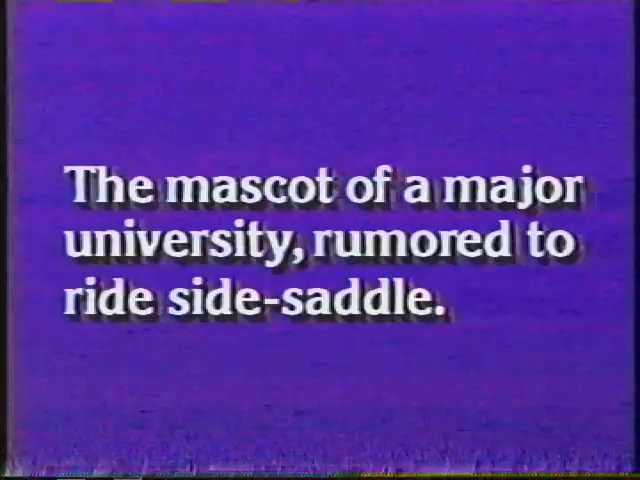 The mascot of a major
university, rumored to
ride side-saddle.